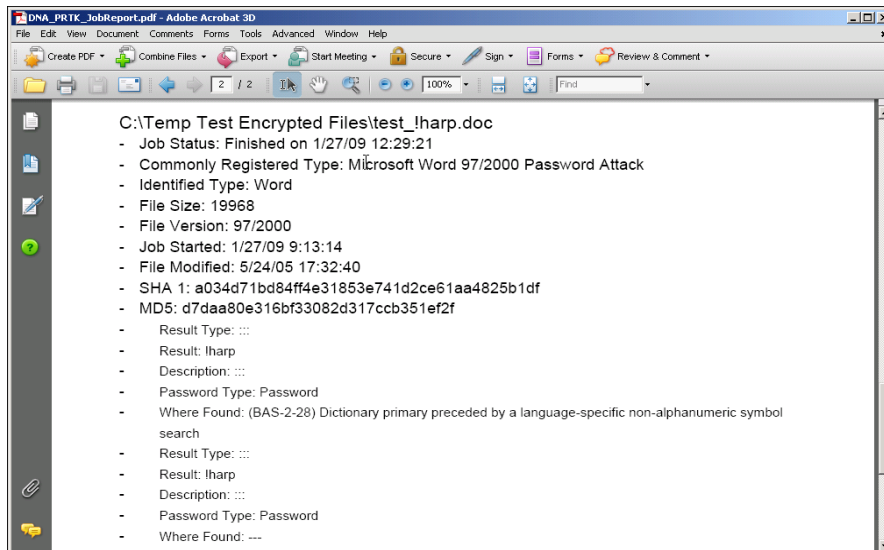 DNA_PRTK_JobReport.pdf - Adobe Acrobat 3D
File Edit View Document Comments Forms Tools Advanced Window Help
Create PDF Combine Files Export Start Meeting Secure Sign Forms Review & Comment
2 / 2 100% Find
C:\Temp Test Encrypted Files\test_!harp.doc
- Job Status: Finished on 1/27/09 12:29:21
- Commonly Registered Type: Microsoft Word 97/2000 Password Attack
- Identified Type: Word
- File Size: 19968
- File Version: 97/2000
- Job Started: 1/27/09 9:13:14
- File Modified: 5/24/05 17:32:40
- SHA 1: a034d71bd84ff4e31853e741d2ce61aa4825b1df
- MD5: d7daa80e316bf33082d317ccb351ef2f
- Result Type: :::
- Result: !harp
- Description: :::
- Password Type: Password
- Where Found: (BAS-2-28) Dictionary primary preceded by a language-specific non-alphanumeric symbol
search
- Result Type: :::
- Result: !harp
- Description: :::
- Password Type: Password
- Where Found: ---